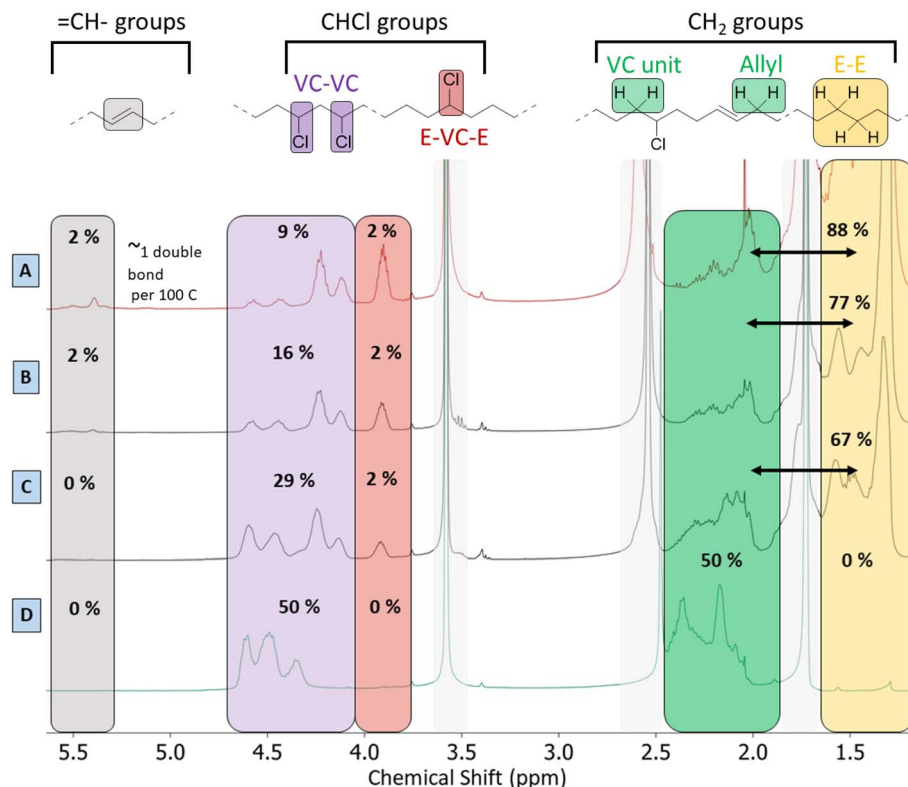 =CH- groups
CHCl groups
CH₂ groups
VC-VC
Cl
VC unit
Allyl
E-E
H H
H H
H H
Cl Cl
E-VC-E
Cl
H H
A
2 %
~1 double
bond
per 100 C
9 %
2 %
88 %
77 %
B
2 %
16 %
2 %
67 %
C
0 %
29 %
2 %
50 %
0 %
D
0 %
50 %
0 %
5.5 5.0 4.5 4.0 3.5 3.0 2.5 2.0 1.5
Chemical Shift (ppm)